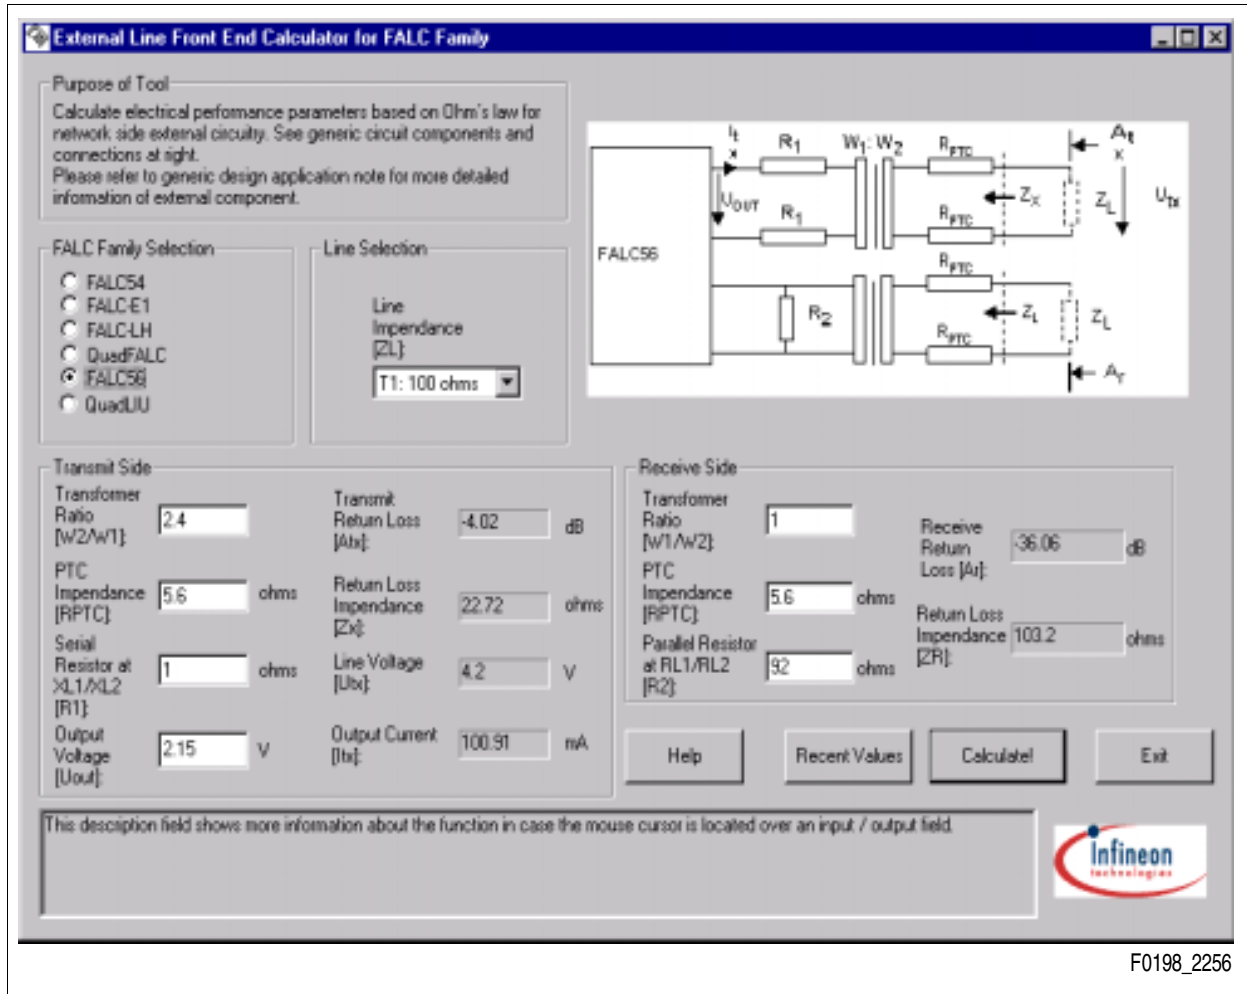 External Line Front End Calculator for FALC Family
Purpose of Tool
Calculate electrical performance parameters based on Ohm's law for
network side external circuitry. See generic circuit components and
connections at right.
Please refer to generic design application note for more detailed
information of external component.
FALC Family Selection
FALC54
FALC-E1
FALC-LH
QuadFALC
FALC56
QuadLIU
Line Selection
Line
Impendance
[ZL]:
T1: 100 ohms
FALC56
It
x
R1
W1: W2
RPTC
At
x
UOUT
ZX
ZL
Utx
R1
RPTC
RPTC
R2
ZL
ZL
RPTC
Ar
Transmit Side
Transformer
Ratio
[W2/W1]:
2.4
PTC
Impendance
[RPTC]:
5.6
ohms
Serial
Resistor at
XL1/XL2
[R1]:
1
ohms
Output
Voltage
[Uout]:
2.15
V
Transmit
Return Loss
[Atx]:
-4.02
dB
Return Loss
Impendance
[Zx]:
22.72
ohms
Line Voltage
[Utx]:
4.2
V
Output Current
[Itx]:
100.91
mA
Receive Side
Transformer
Ratio
[W1/W2]:
1
PTC
Impendance
[RPTC]:
5.6
ohms
Parallel Resistor
at RL1/RL2
[R2]:
92
ohms
Receive
Return
Loss [Ar]:
-36.06
dB
Return Loss
Impendance
[ZR]:
103.2
ohms
Help
Recent Values
Calculate!
Exit
This description field shows more information about the function in case the mouse cursor is located over an input / output field.
Infineon
technologies
F0198_2256